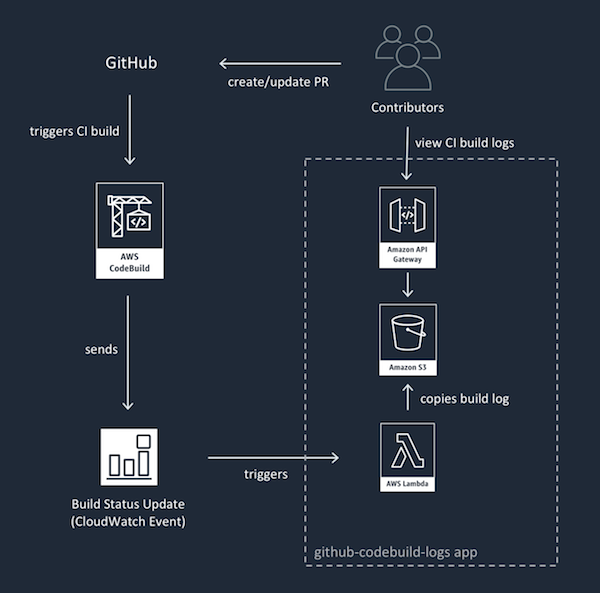 GitHub
create/update PR
Contributors
triggers CI build
view CI build logs
AWS
CodeBuild
Amazon API
Gateway
sends
Amazon S3
copies build log
Build Status Update
(CloudWatch Event)
triggers
AWS Lambda
github-codebuild-logs app